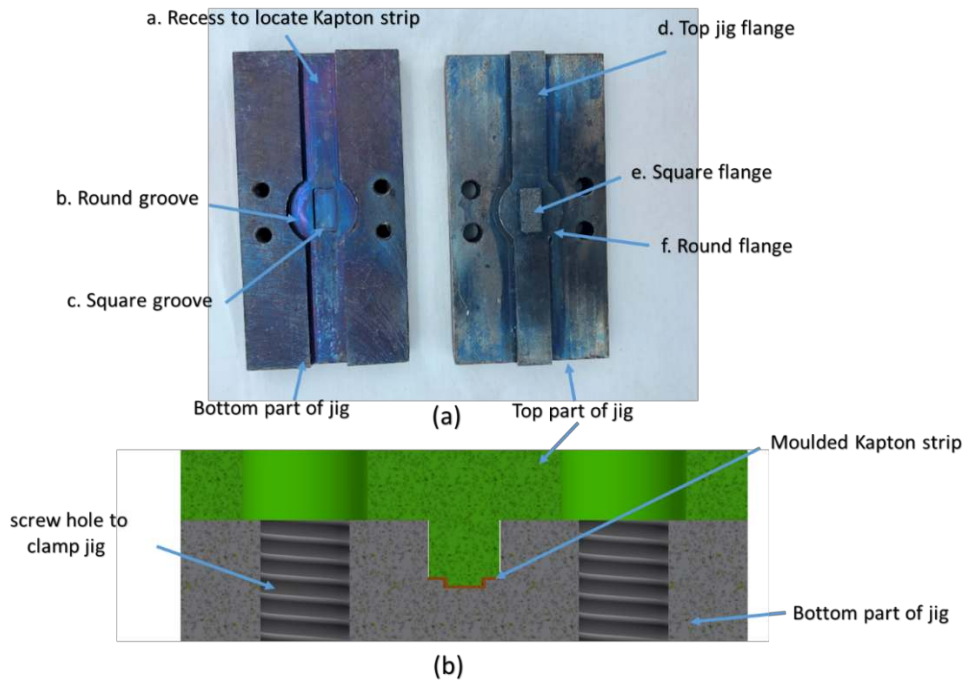 a. Recess to locate Kapton strip
d. Top jig flange
e. Square flange
b. Round groove
f. Round flange
c. Square groove
Bottom part of jig
(a)
Top part of jig
Moulded Kapton strip
screw hole to
clamp jig
Bottom part of jig
(b)